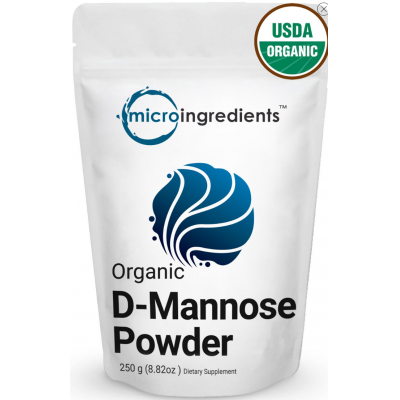 USDA
ORGANIC
microingredients™
Organic
D-Mannose
Powder
250 g (8.82oz ) Dietary Supplement